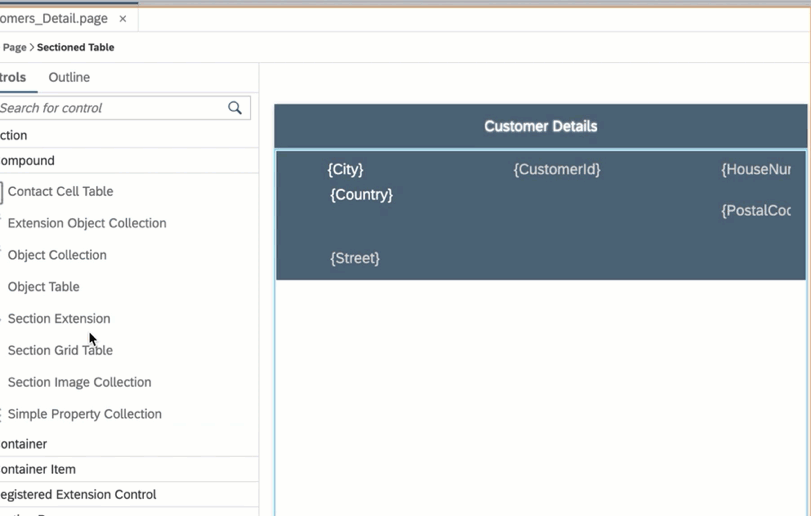 omers_Detail.page ×
Page > Sectioned Table
trols Outline
Search for control
ction
ompound
Contact Cell Table
Extension Object Collection
Object Collection
Object Table
Section Extension
Section Grid Table
Section Image Collection
Simple Property Collection
ontainer
ontainer Item
egistered Extension Control
Customer Details
{City} {CustomerId} {HouseNur
{Country}
{PostalCoc
{Street}